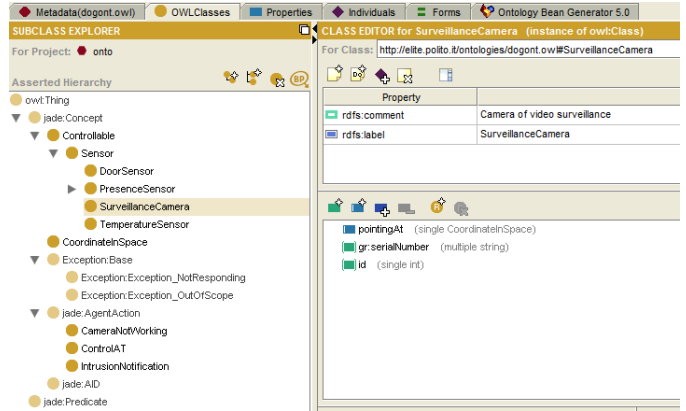 Metadata(dogont.owl) OWLClasses Properties Individuals Forms Ontology Bean Generator 5.0
SUBCLASS EXPLORER
For Project: onto
Asserted Hierarchy
owl:Thing
jade:Concept
Controllable
Sensor
DoorSensor
PresenceSensor
SurveillanceCamera
TemperatureSensor
CoordinateInSpace
Exception:Base
Exception:Exception_NotResponding
Exception:Exception_OutOfScope
jade:AgentAction
CameraNotWorking
ControlAT
IntrusionNotification
jade:AID
jade:Predicate
CLASS EDITOR for SurveillanceCamera (instance of owl:Class)
For Class: http://elite.polito.it/ontologies/dogont.owl#SurveillanceCamera
Property
rdfs:comment Camera of video surveillance
rdfs:label SurveillanceCamera
pointingAt (single CoordinateInSpace)
gr:serialNumber (multiple string)
id (single int)